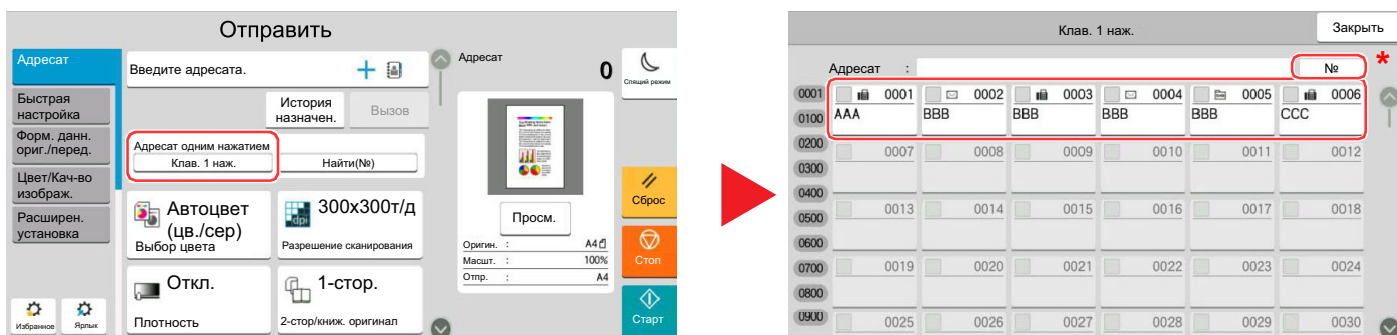 Отправить
Адресат
Введите адресата.
Адресат
0
Спящий режим
Быстрая
настройка
История
назначен.
Вызов
Форм. данн.
ориг./перед.
Адресат одним нажатием
Клав. 1 наж.
Найти(№)
Цвет/Кач-во
изображ.
Расширен.
установка
Автоцвет
(цв./сер)
Выбор цвета
dpi
300x300т/д
Разрешение сканирования
Просм.
Сброс
Оригин. : A4
Масшт. : 100%
Отпр. : A4
Стоп
Откл.
Плотность
1-стор.
2-стор/книж. оригинал
Старт
Избранное
Ярлык
Клав. 1 наж.
Закрыть
Адресат :
№
*
0001
0100
0200
0300
0400
0500
0600
0700
0800
0900
0001 0002 0003 0004 0005 0006
AAA BBB BBB BBB BBB CCC
0007 0008 0009 0010 0011 0012
0013 0014 0015 0016 0017 0018
0019 0020 0021 0022 0023 0024
0025 0026 0027 0028 0029 0030